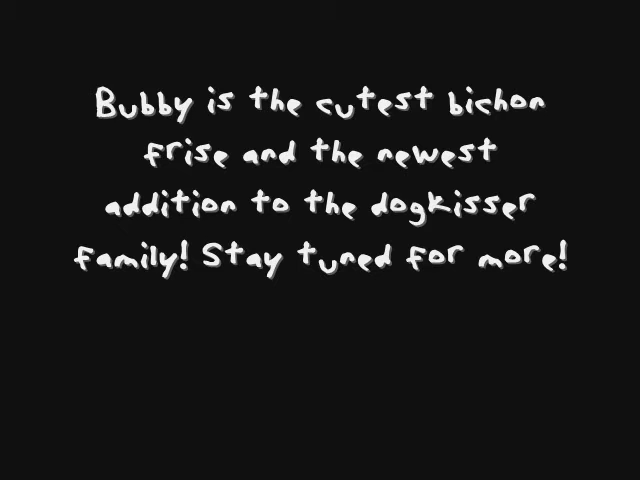 Bubby is the cutest bichon
frise and the newest
addition to the dogkisser
family! Stay tuned for more!